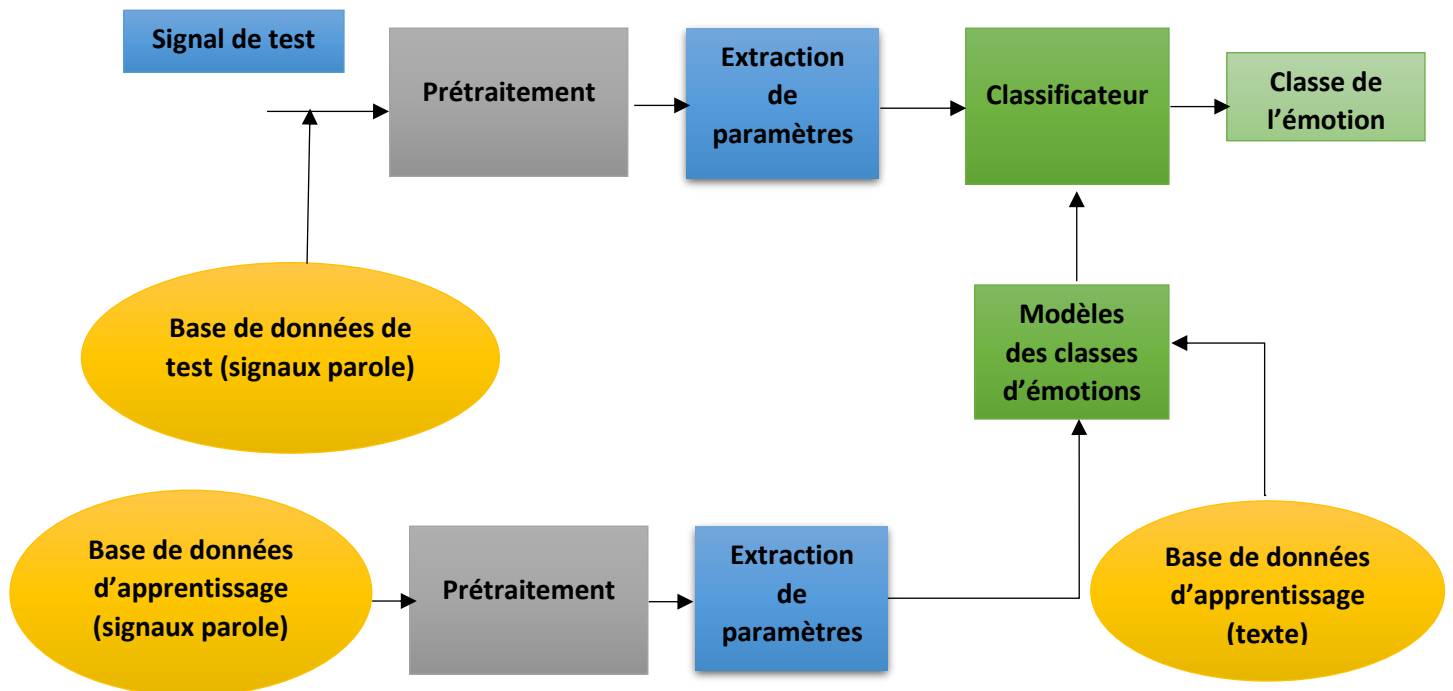 Signal de test
Prétraitement
Extraction
de
paramètres
Classificateur
Classe de
l’émotion
Base de données de
test (signaux parole)
Modèles
des classes
d’émotions
Base de données
d’apprentissage
(signaux parole)
Prétraitement
Extraction
de
paramètres
Base de données
d’apprentissage
(texte)